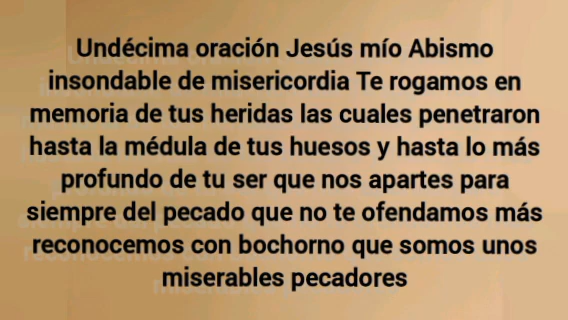 Undécima oración Jesús mío Abismo
insondable de misericordia Te rogamos en
memoria de tus heridas las cuales penetraron
hasta la médula de tus huesos y hasta lo más
profundo de tu ser que nos apartes para
siempre del pecado que no te ofendamos más
reconocemos con bochorno que somos unos
miserables pecadores